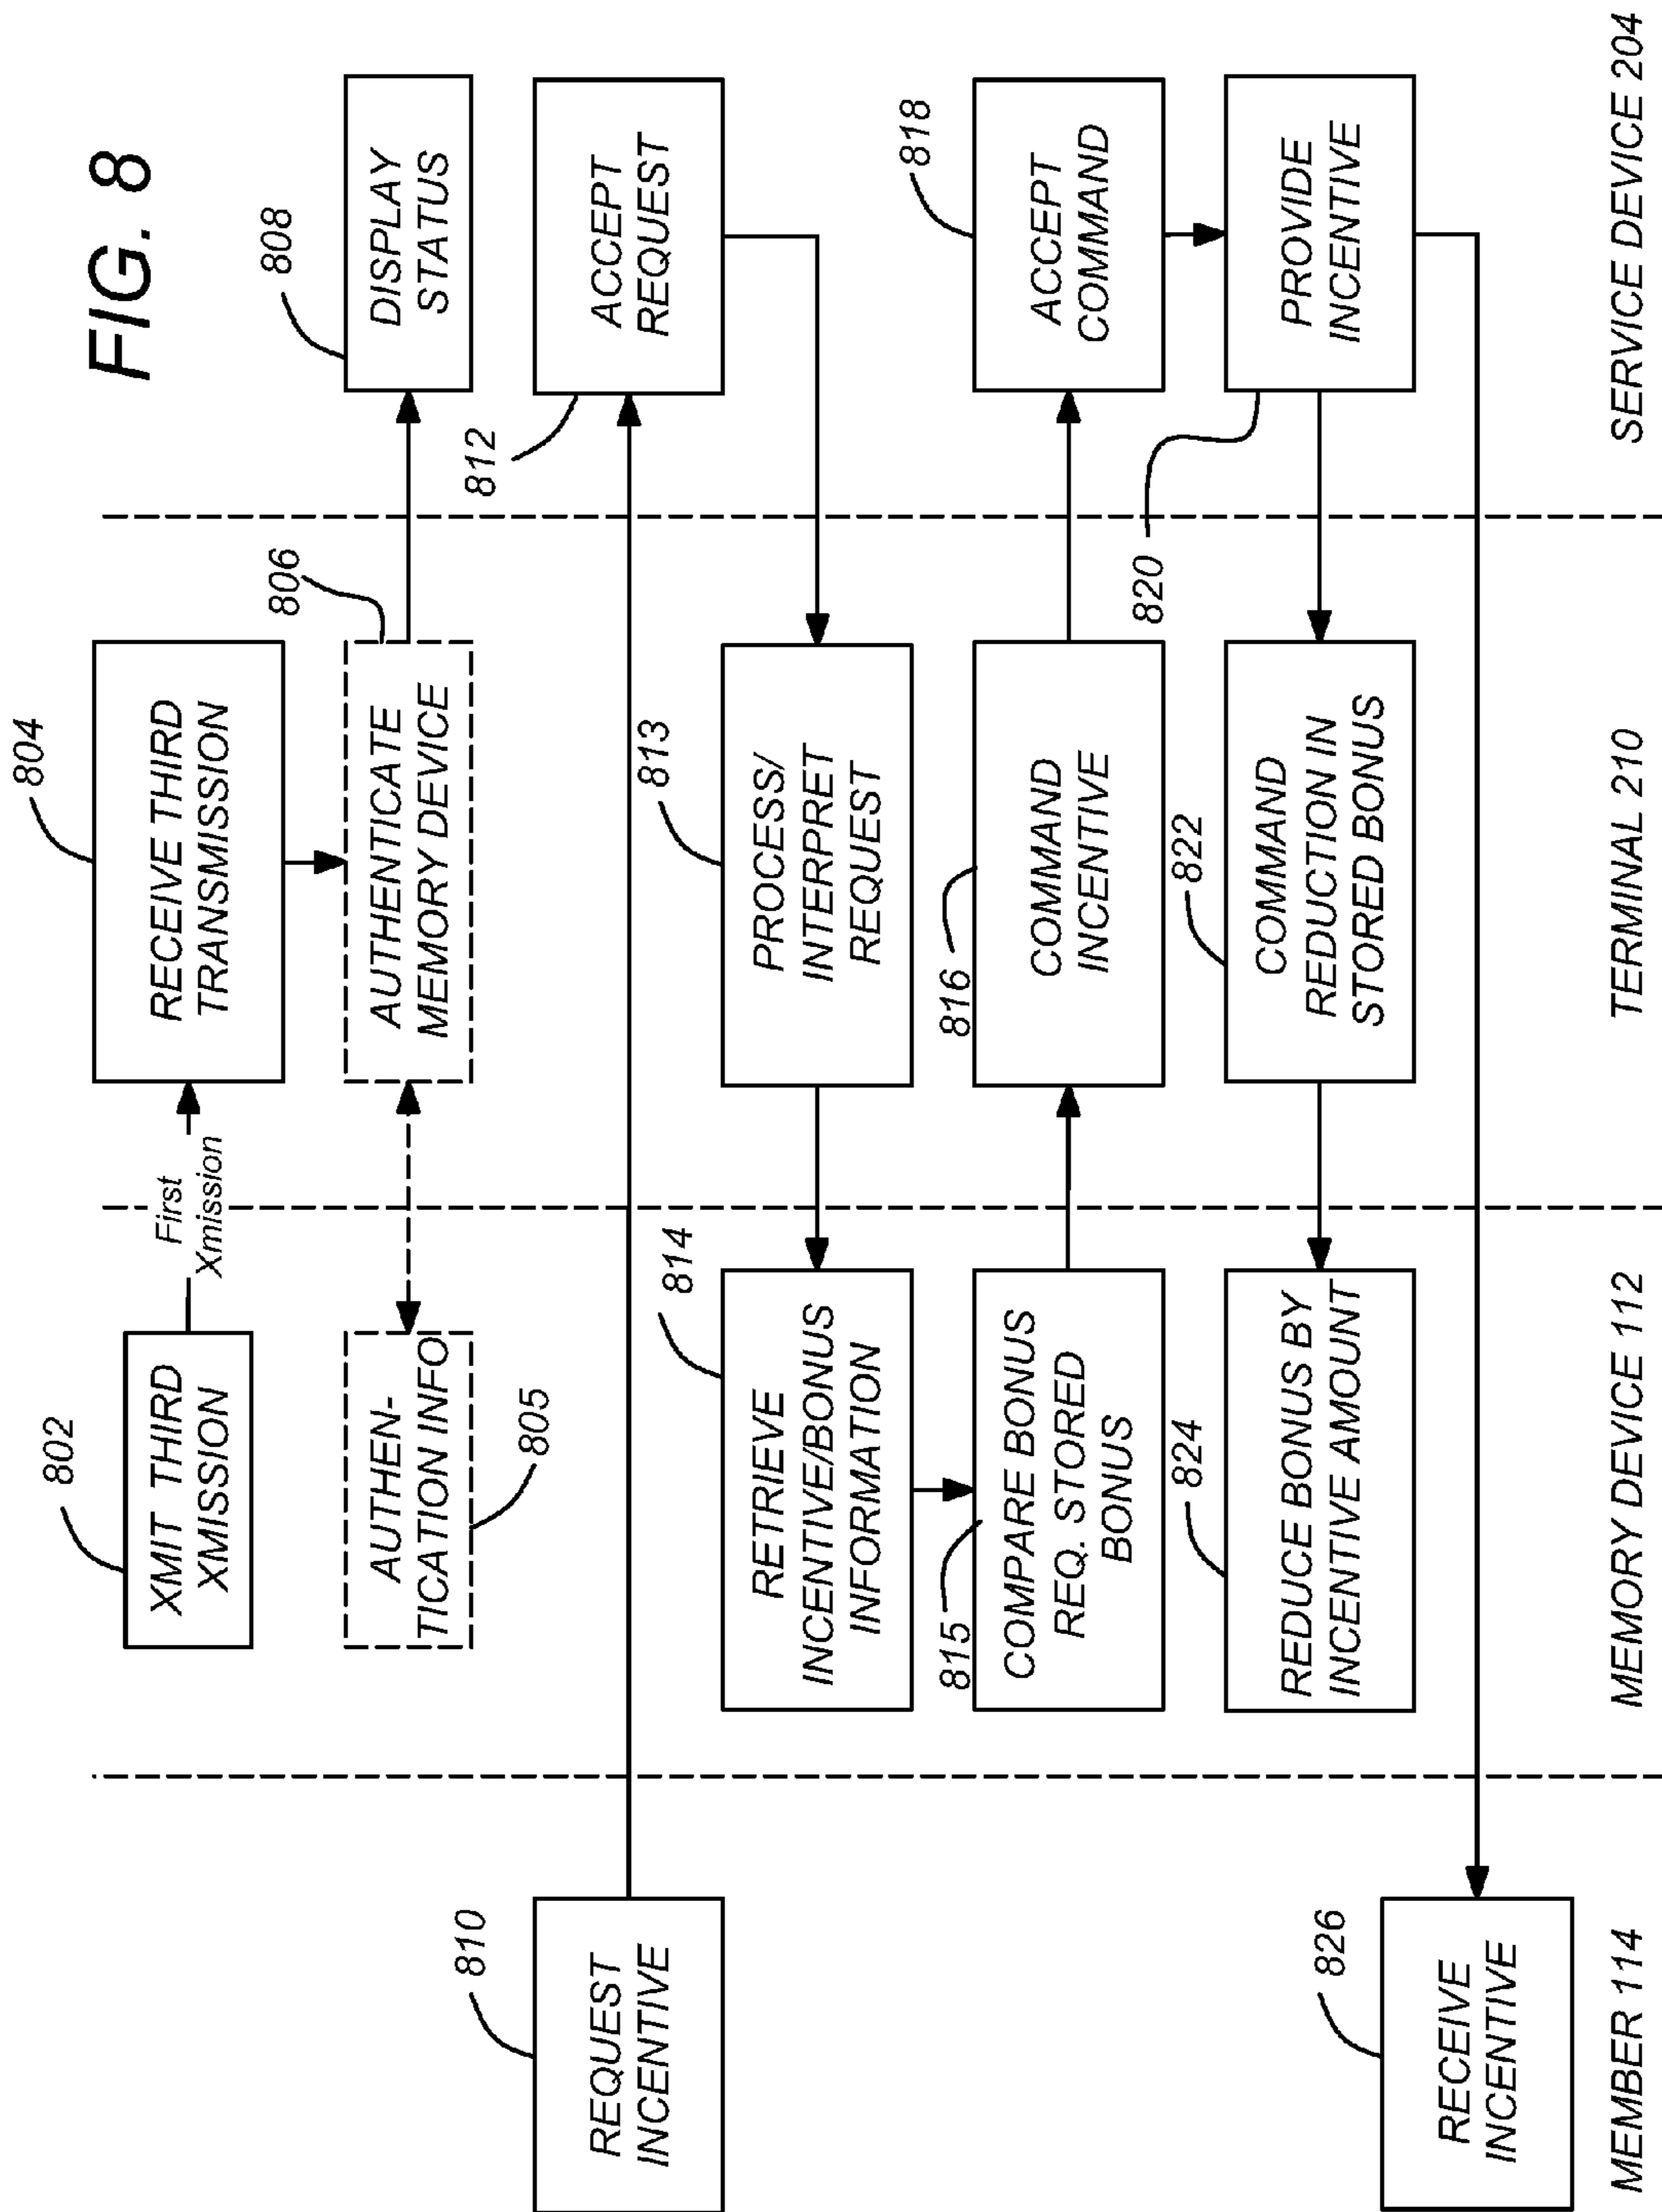 FIG. 8
802
XMIT THIRD
XMISSION
First
Xmission
804
RECEIVE THIRD
TRANSMISSION
AUTHEN-
TICATION INFO
805
806
AUTHENTICATE
MEMORY DEVICE
808
DISPLAY
STATUS
810
REQUEST
INCENTIVE
812
ACCEPT
REQUEST
813
PROCESS/
INTERPRET
REQUEST
814
RETRIEVE
INCENTIVE/BONUS
INFORMATION
815
COMPARE BONUS
REQ. STORED
BONUS
816
COMMAND
INCENTIVE
818
ACCEPT
COMMAND
820
PROVIDE
INCENTIVE
822
COMMAND
REDUCTION IN
STORED BONUS
824
REDUCE BONUS BY
INCENTIVE AMOUNT
826
RECEIVE
INCENTIVE
MEMBER 114
MEMORY DEVICE 112
TERMINAL 210
SERVICE DEVICE 204